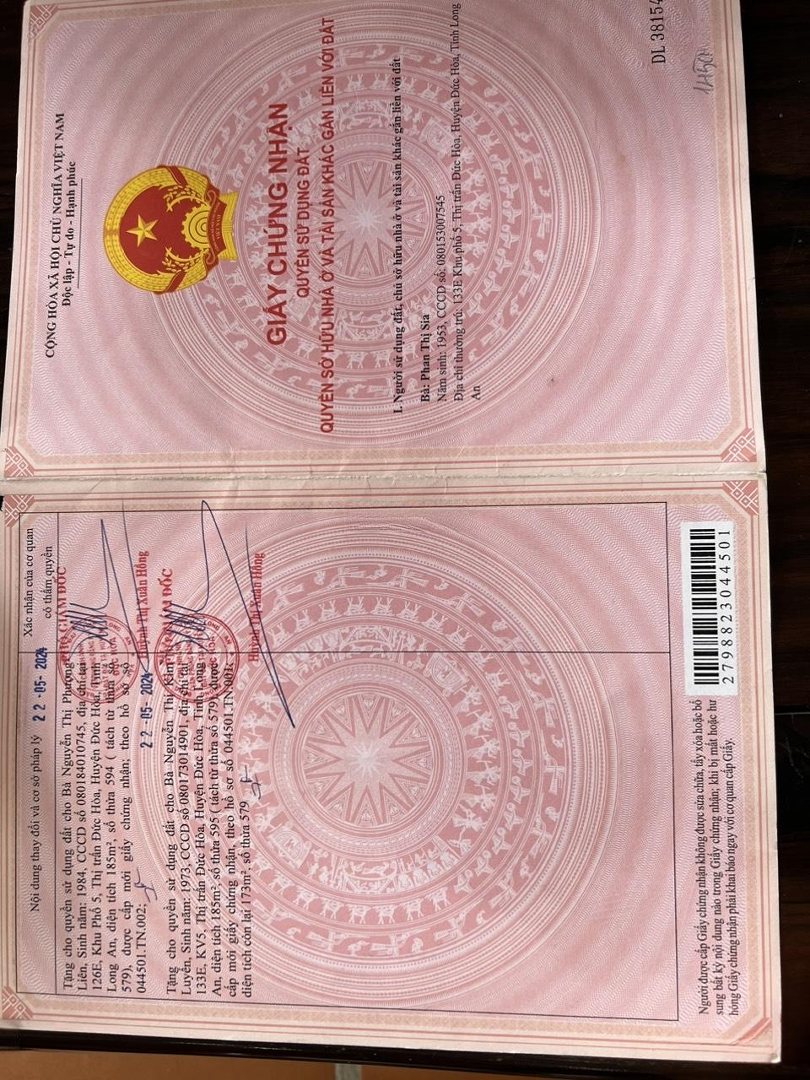 CỘNG HÒA XÃ HỘI CHỦ NGHĨA VIỆT NAM
Độc lập - Tự do - Hạnh phúc
GIẤY CHỨNG NHẬN
QUYỀN SỬ DỤNG ĐẤT
QUYỀN SỞ HỮU NHÀ Ở VÀ TÀI SẢN KHÁC GẮN LIỀN VỚI ĐẤT
I. Người sử dụng đất, chủ sở hữu nhà ở và tài sản khác gắn liền với đất
Bà: Phan Thị Sia
Năm sinh: 1953, CCCD số: 080153007545
Địa chỉ thường trú: 133E Khu phố 5, Thị trấn Đức Hòa, Huyện Đức Hòa, Tỉnh Long
An
DL 38154
Nội dung thay đổi và cơ sở pháp lý
Xác nhận của cơ quan
có thẩm quyền
22-05-2024
Tặng cho quyền sử dụng đất cho Bà Nguyễn Thị Phượng
Liên, Sinh năm: 1984, CCCD số 080184010745, địa chỉ tại
126E, Khu Phố 5, Thị trấn Đức Hòa, Huyện Đức Hòa, Tỉnh
Long An, diện tích 185m², số thửa 594 ( tách từ thửa số
579), được cấp mới giấy chứng nhận; theo hồ sơ số
044501.TN.002;
PHÓ GIÁM ĐỐC
Huỳnh Thị Xuân Hồng
22-05-2024
Tặng cho quyền sử dụng đất cho Bà Nguyễn Thị Kim
Luyên, Sinh năm: 1973, CCCD số 080173014901, địa chỉ tại
133E, KV5, Thị trấn Đức Hòa, Huyện Đức Hòa, Tỉnh Long
An, diện tích 185m², số thửa 595 ( tách từ thửa số 579), được
cấp mới giấy chứng nhận, theo hồ sơ số 044501.TN.001;
diện tích còn lại 173m², số thửa 579
GIÁM ĐỐC
Huỳnh Thị Xuân Hồng
Người được cấp Giấy chứng nhận không được sửa chữa, tẩy xóa hoặc bổ
sung bất kỳ nội dung nào trong Giấy chứng nhận; khi bị mất hoặc hư
hỏng Giấy chứng nhận phải khai báo ngay với cơ quan cấp Giấy.
2798823044501